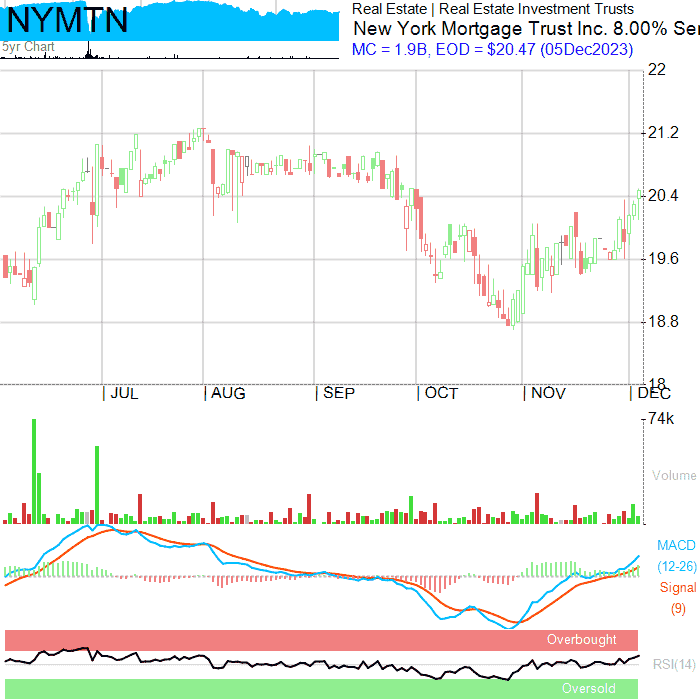 NYMTN
5yr Chart
Real Estate | Real Estate Investment Trusts
New York Mortgage Trust Inc. 8.00% Ser
MC = 1.9B, EOD = $20.47 (05Dec2023)
22
21.2
20.4
19.6
18.8
18
| JUL | AUG | SEP | OCT | NOV | DEC
74k
Volume
MACD
(12-26)
Signal
(9)
Overbought
RSI(14)
Oversold